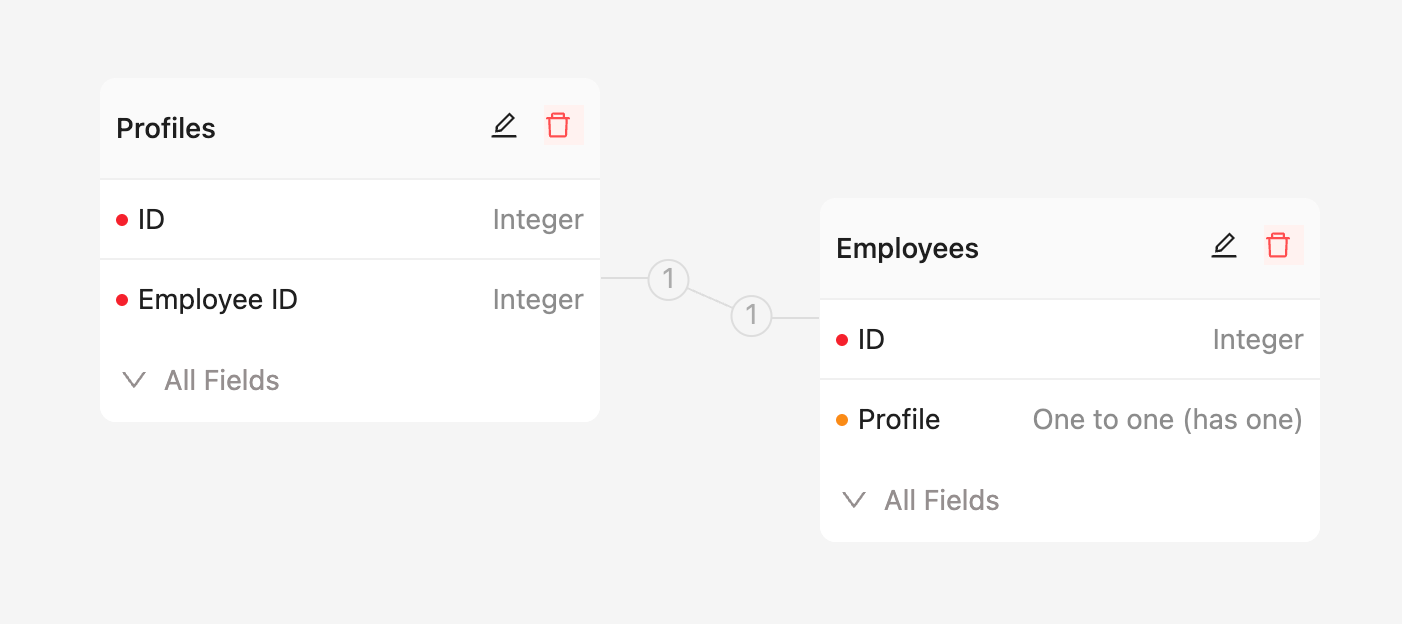 Profiles
ID Integer
Employee ID Integer
All Fields
1
1
Employees
ID Integer
Profile One to one (has one)
All Fields